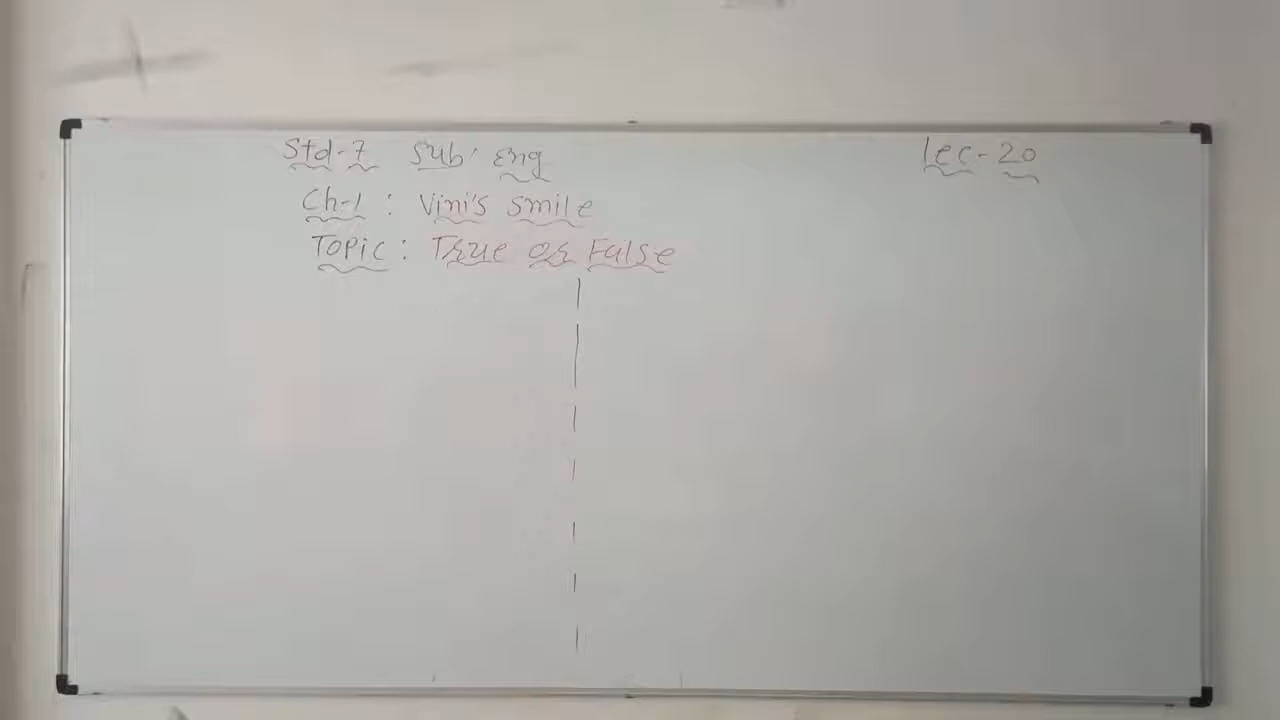 Std-7 Sub' Eng
Lec-20
Ch-1 : Vini's Smile
Topic : True or False